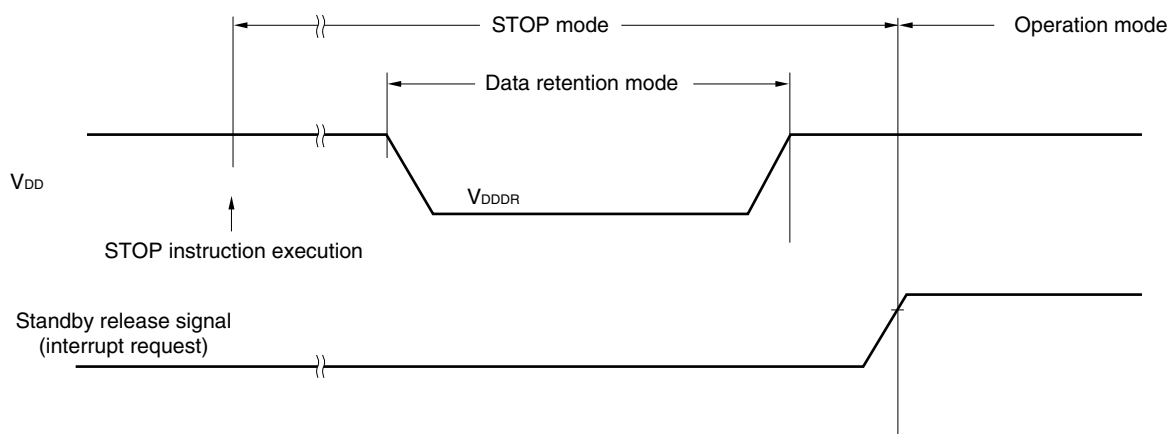 STOP mode
Operation mode
Data retention mode
VDD
VDDDR
STOP instruction execution
Standby release signal
(interrupt request)